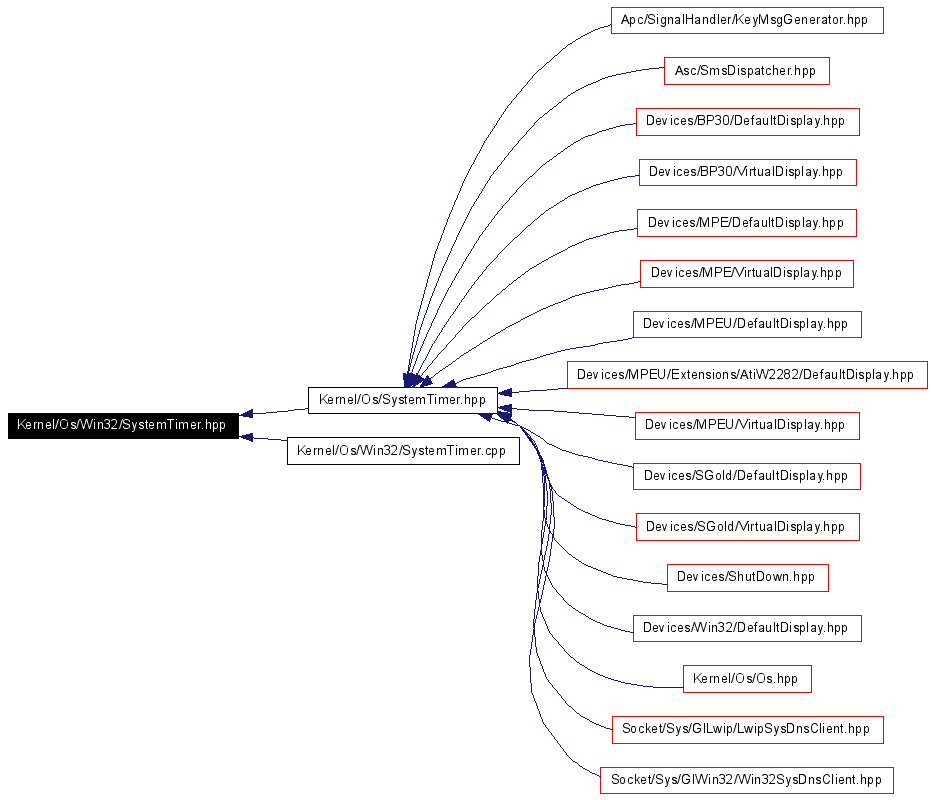 Apc/SignalHandler/KeyMsgGenerator.hpp
Asc/SmsDispatcher.hpp
Devices/BP30/DefaultDisplay.hpp
Devices/BP30/VirtualDisplay.hpp
Devices/MPE/DefaultDisplay.hpp
Devices/MPE/VirtualDisplay.hpp
Devices/MPEU/DefaultDisplay.hpp
Devices/MPEU/Extensions/AtiW2282/DefaultDisplay.hpp
Kernel/Os/SystemTimer.hpp
Kernel/Os/Win32/SystemTimer.hpp
Devices/MPEU/VirtualDisplay.hpp
Kernel/Os/Win32/SystemTimer.cpp
Devices/SGold/DefaultDisplay.hpp
Devices/SGold/VirtualDisplay.hpp
Devices/ShutDown.hpp
Devices/Win32/DefaultDisplay.hpp
Kernel/Os/Os.hpp
Socket/Sys/GILwip/LwipSysDnsClient.hpp
Socket/Sys/GIWin32/Win32SysDnsClient.hpp